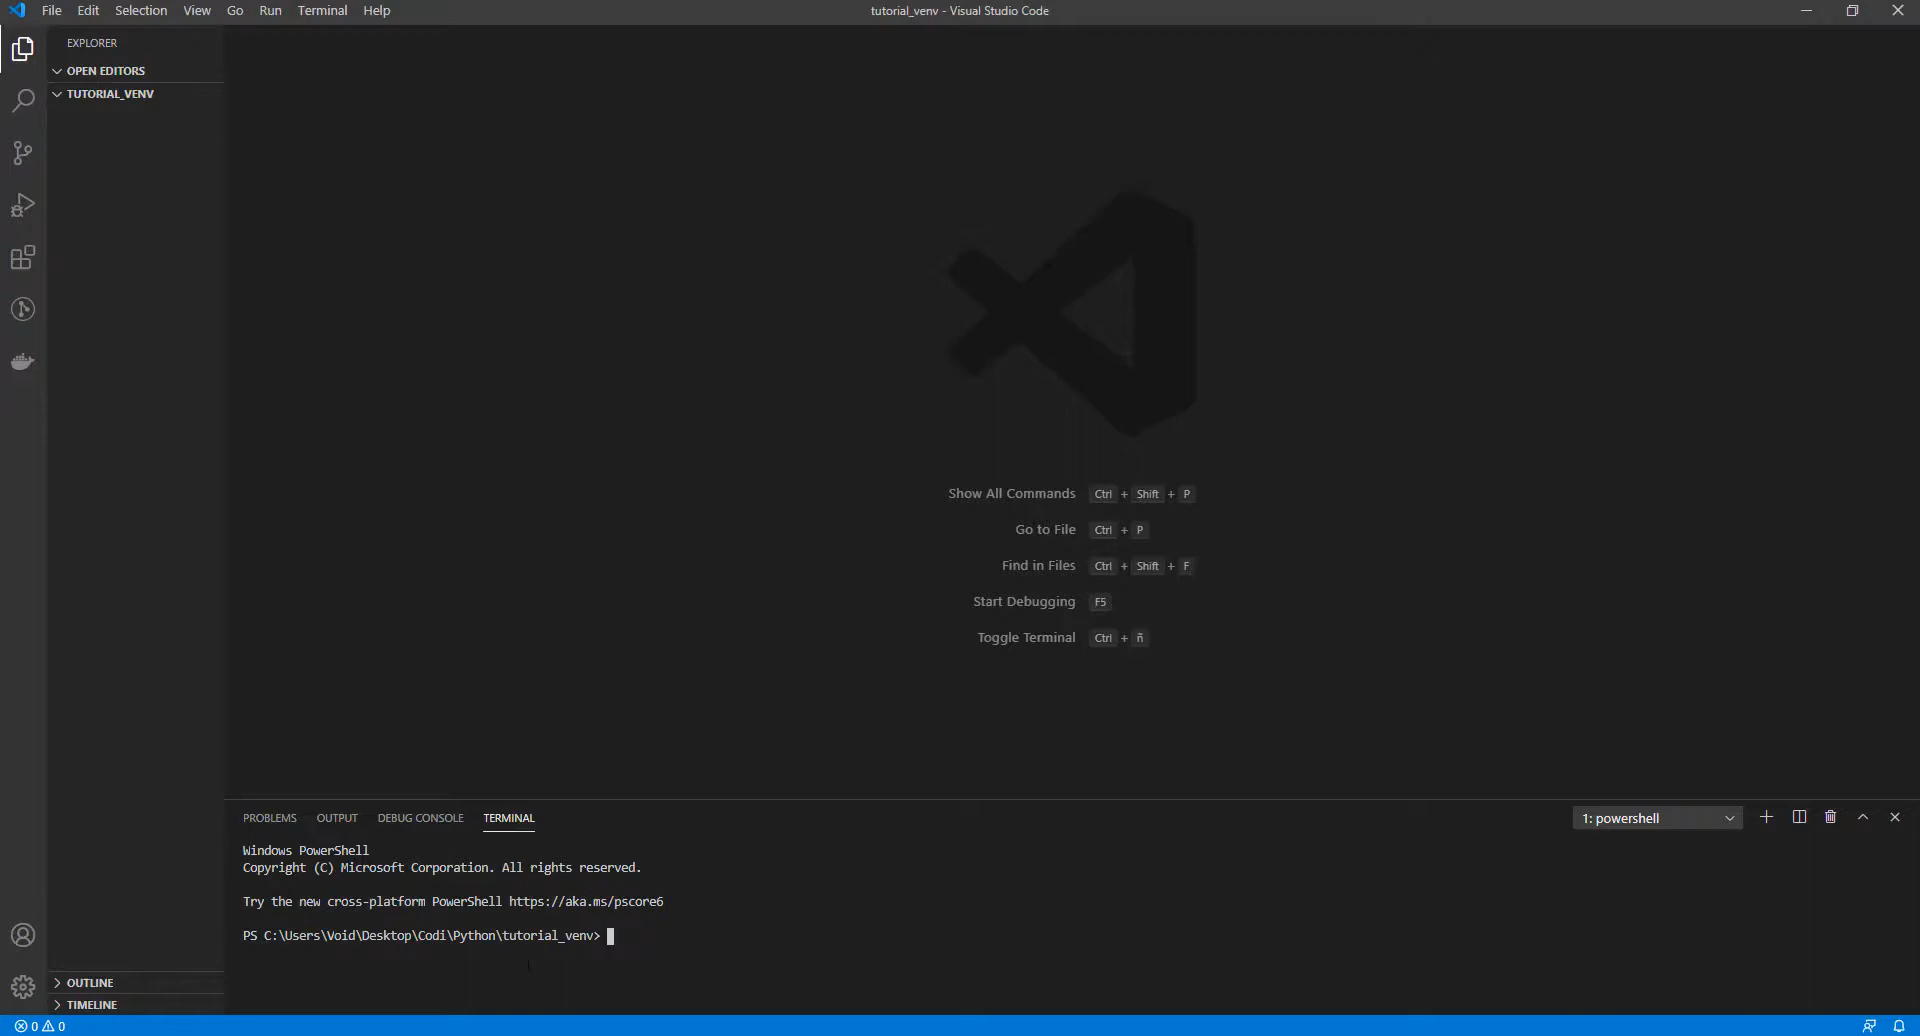 File Edit Selection View Go Run Terminal Help
tutorial_venv - Visual Studio Code
EXPLORER
OPEN EDITORS
TUTORIAL_VENV
Show All Commands Ctrl + Shift + P
Go to File Ctrl + P
Find in Files Ctrl + Shift + F
Start Debugging F5
Toggle Terminal Ctrl + ñ
PROBLEMS OUTPUT DEBUG CONSOLE TERMINAL
1: powershell
Windows PowerShell
Copyright (C) Microsoft Corporation. All rights reserved.
Try the new cross-platform PowerShell https://aka.ms/pscore6
PS C:\Users\Void\Desktop\Codi\Python\tutorial_venv>
OUTLINE
TIMELINE
0 0